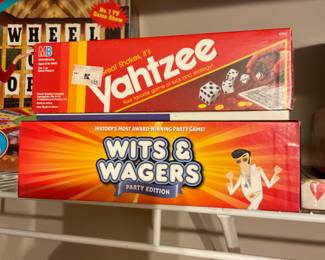 No. 1 TV
Game Show
WHEEL
OF
MB
Great Shakes, it's
Yahtzee
Your favorite game of luck and strategy!
HISTORY'S MOST AWARD-WINNING PARTY GAME!
WITS &
WAGERS
PARTY EDITION